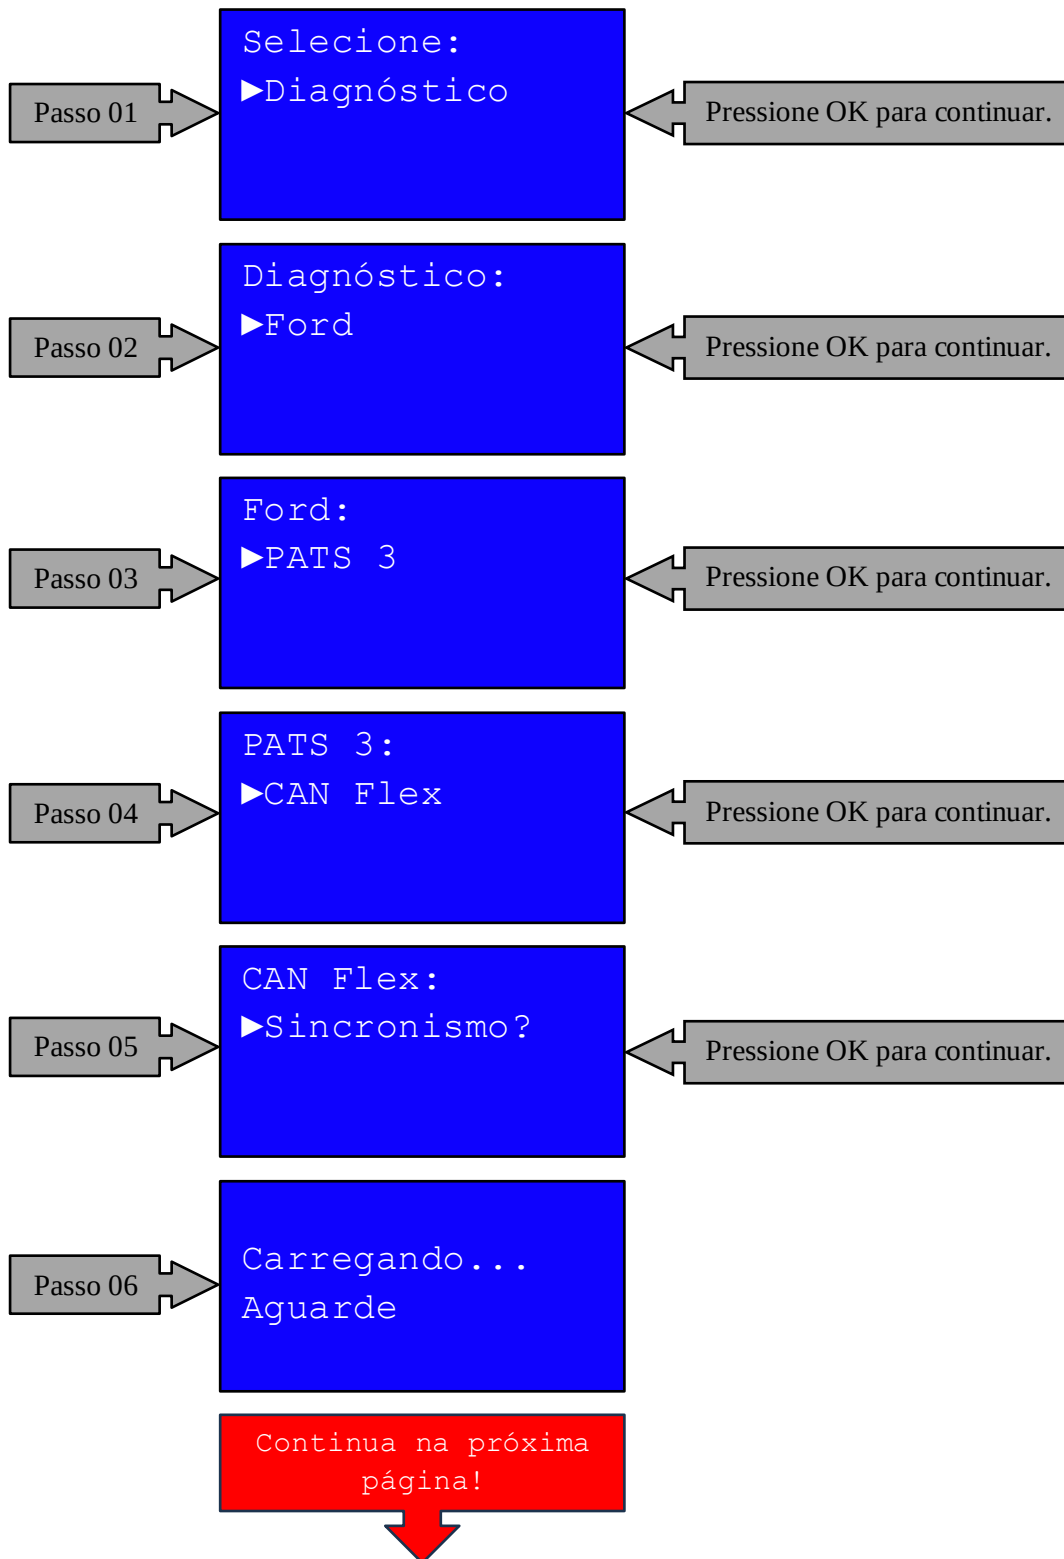 Selecione:
Passo 01
►Diagnóstico
Pressione OK para continuar.
Diagnóstico:
Passo 02
►Ford
Pressione OK para continuar.
Ford:
Passo 03
►PATS 3
Pressione OK para continuar.
PATS 3:
Passo 04
►CAN Flex
Pressione OK para continuar.
CAN Flex:
Passo 05
►Sincronismo?
Pressione OK para continuar.
Passo 06
Carregando...
Aguarde
Continua na próxima
página!